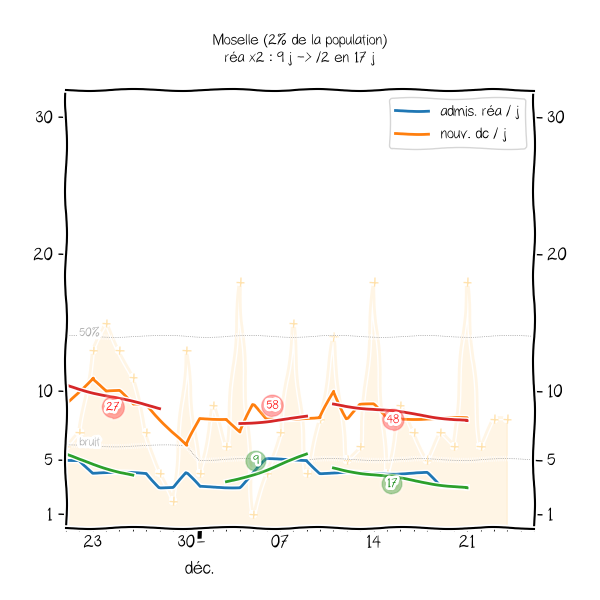 Moselle (2% de la population)
réa x2 : 9 j -> /2 en 17 j
admis. réa / j
nouv. dc / j
30 30
20 20
50%
10 10
27 58 48
bruit
5 9 5
17
1 1
23 30 07 14 21
déc.